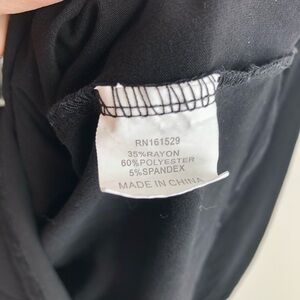 RN161529
35%RAYON
60%POLYESTER
5%SPANDEX
MADE IN CHINA